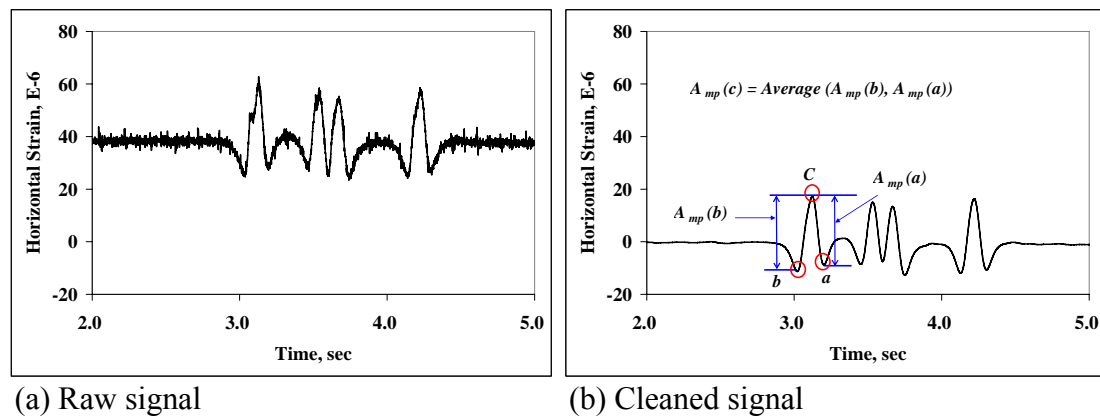 80
60
40
20
0
-20
2.0 3.0 4.0 5.0
Horizontal Strain, E-6
Time, sec
(a) Raw signal
80
60
40
20
0
-20
2.0 3.0 4.0 5.0
Horizontal Strain, E-6
Time, sec
A mp (c) = Average (A mp (b), A mp (a))
C
A mp (a)
A mp (b)
b
a
(b) Cleaned signal